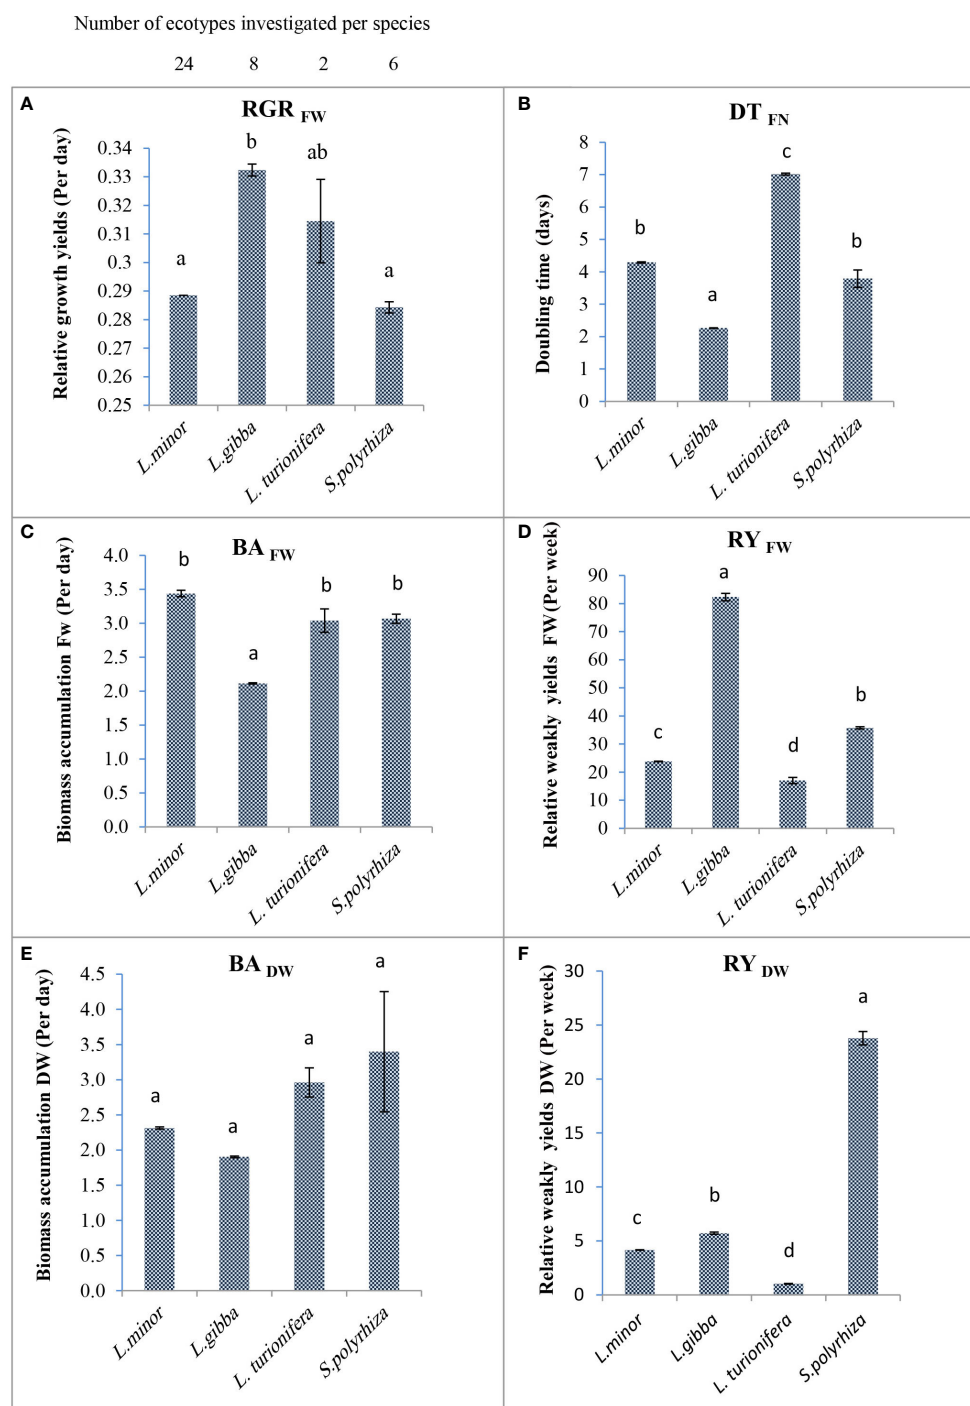 Number of ecotypes investigated per species
24 8 2 6
A
RGR FW
Relative growth yields (Per day)
0.34
0.33
0.32
0.31
0.3
0.29
0.28
0.27
0.26
0.25
a
b
ab
a
L.minor
L.gibba
L. turionifera
S.polyrhiza
B
DT FN
Doubling time (days)
8
7
6
5
4
3
2
1
0
b
a
c
b
L.minor
L.gibba
L. turionifera
S.polyrhiza
C
BA FW
Biomass accumulation Fw (Per day)
4.0
3.5
3.0
2.5
2.0
1.5
1.0
0.5
0.0
b
a
b
b
L.minor
L.gibba
L. turionifera
S.polyrhiza
D
RY FW
Relative weakly yields FW(Per week)
90
80
70
60
50
40
30
20
10
0
c
a
d
b
L.minor
L.gibba
L. turionifera
S.polyrhiza
E
BA DW
Biomass accumulation DW (Per day)
4.5
4.0
3.5
3.0
2.5
2.0
1.5
1.0
0.5
0.0
a
a
a
a
L.minor
L.gibba
L. turionifera
S.polyrhiza
F
RY DW
Relative weakly yields DW (Per week)
30
25
20
15
10
5
0
c
b
d
a
L.minor
L.gibba
L. turionifera
S.polyrhiza